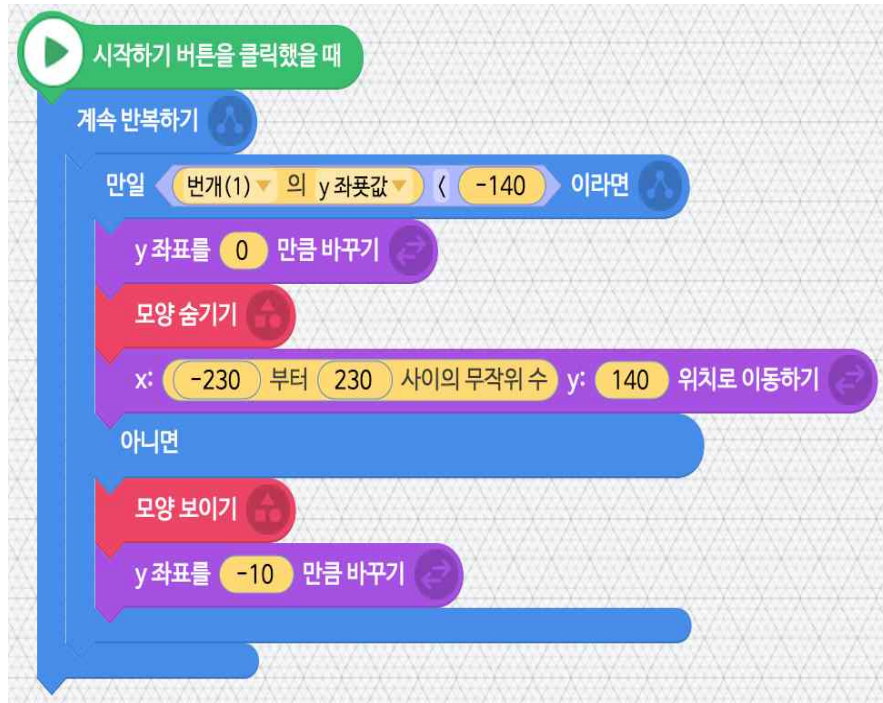 시작하기 버튼을 클릭했을 때
계속 반복하기
만일 번개(1) 의 y 좌푯값 < -140 이라면
y 좌표를 0 만큼 바꾸기
모양 숨기기
x: -230 부터 230 사이의 무작위 수 y: 140 위치로 이동하기
아니면
모양 보이기
y 좌표를 -10 만큼 바꾸기